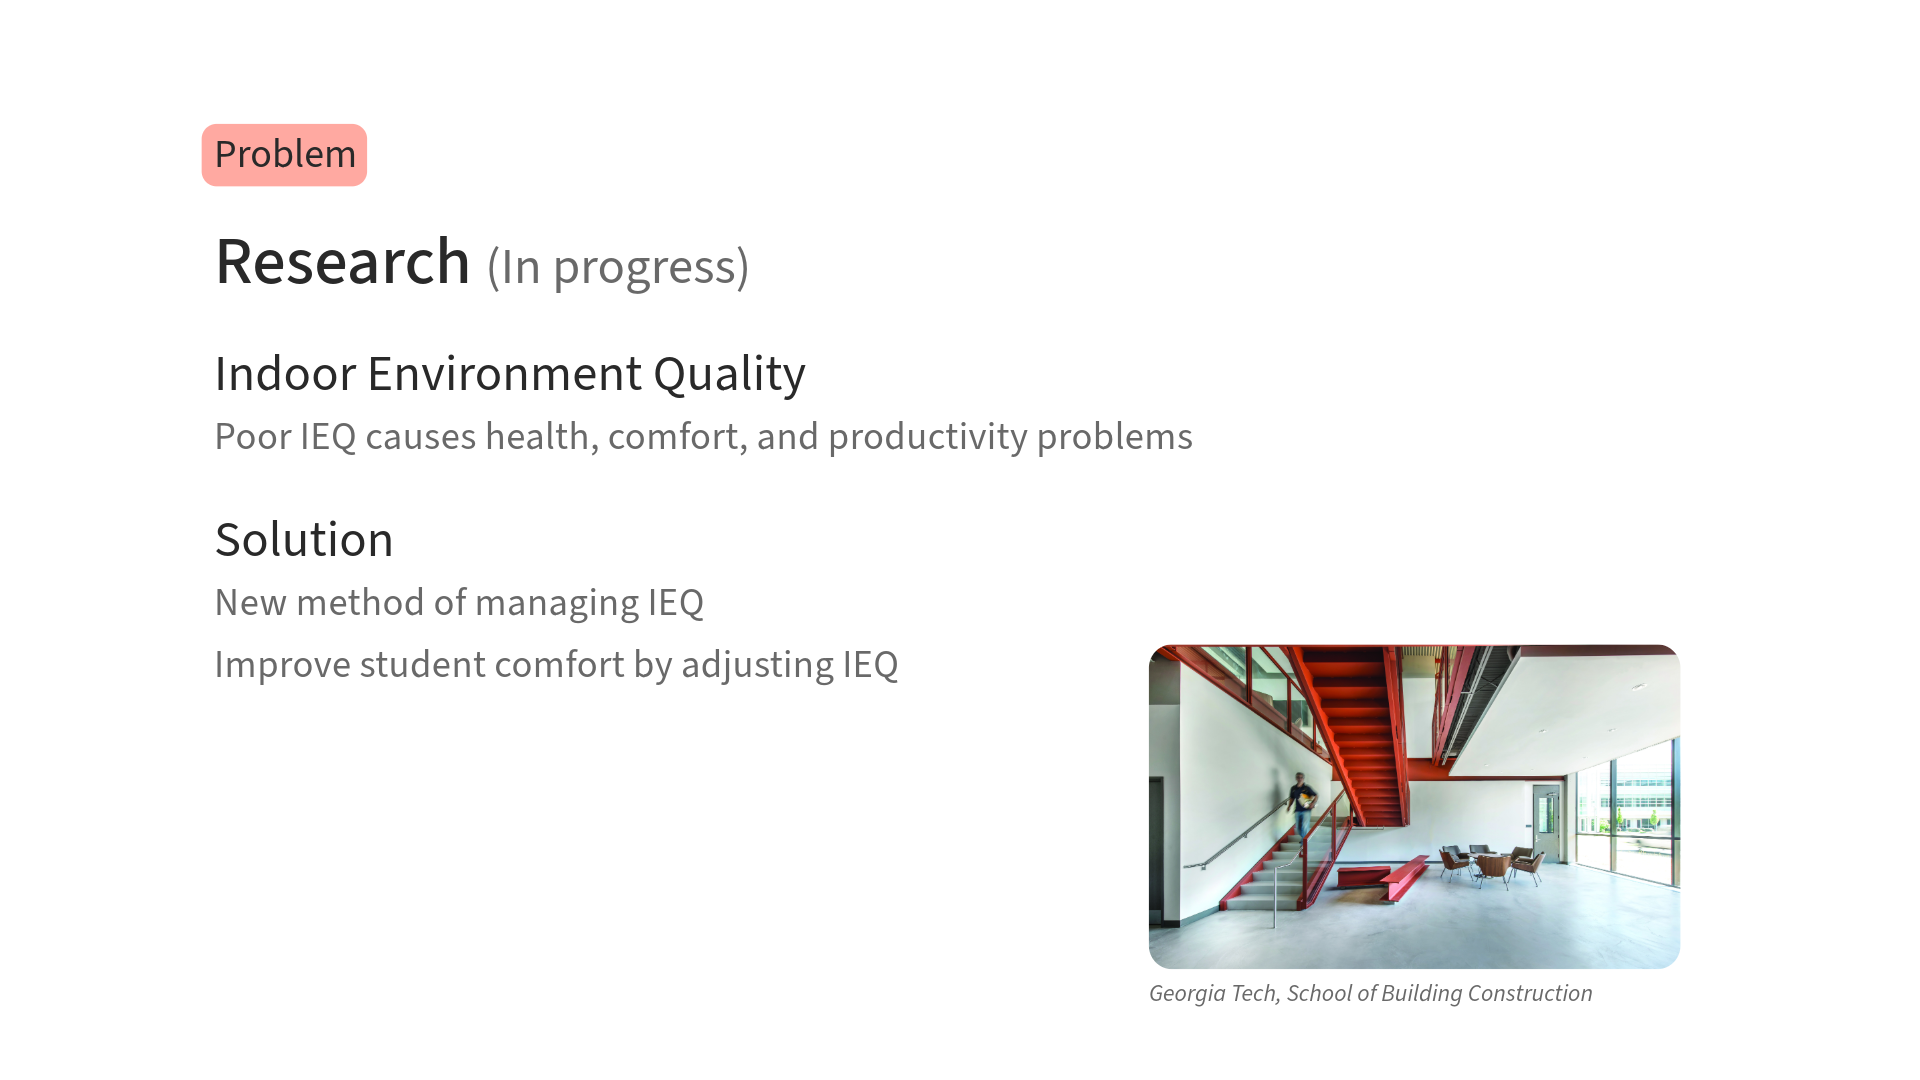 Problem
Research (In progress)
Indoor Environment Quality
Poor IEQ causes health, comfort, and productivity problems
Solution
New method of managing IEQ
Improve student comfort by adjusting IEQ
Georgia Tech, School of Building Construction